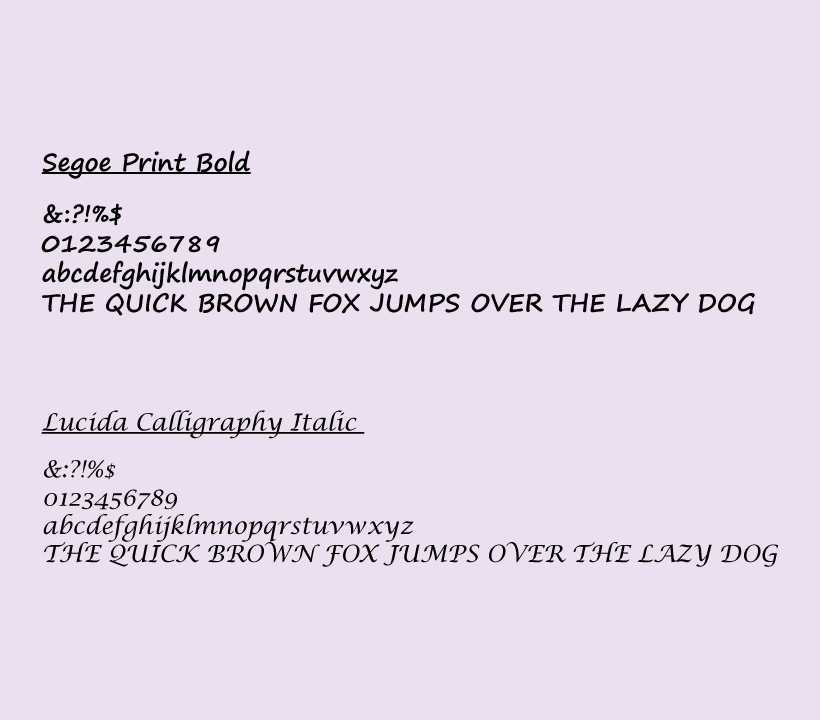 Segoe Print Bold
&:?!%$
0123456789
abcdefghijklmnopqrstuvwxyz
THE QUICK BROWN FOX JUMPS OVER THE LAZY DOG
Lucida Calligraphy Italic
&:?!%$
0123456789
abcdefghijklmnopqrstuvwxyz
THE QUICK BROWN FOX JUMPS OVER THE LAZY DOG